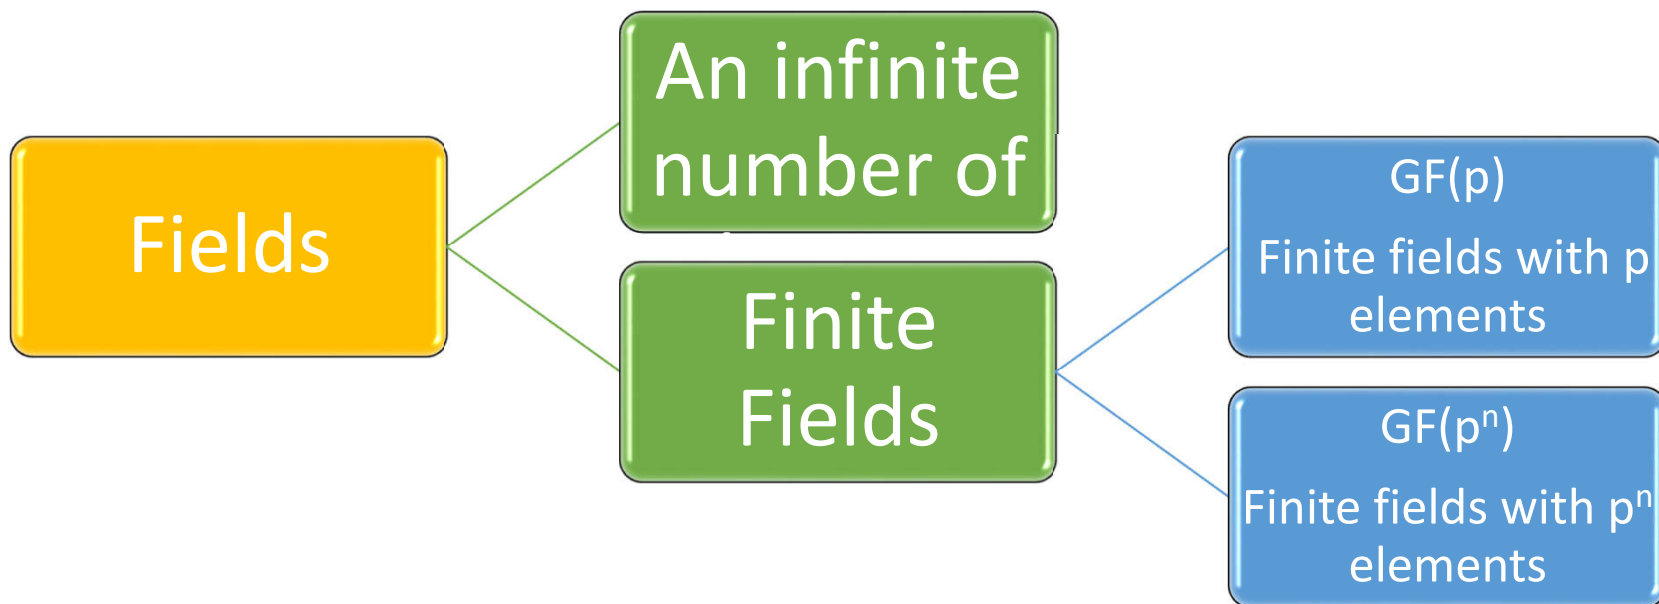 Fields
An infinite
number of
Finite
Fields
GF(p)
Finite fields with p
elements
GF(pⁿ)
Finite fields with pⁿ
elements